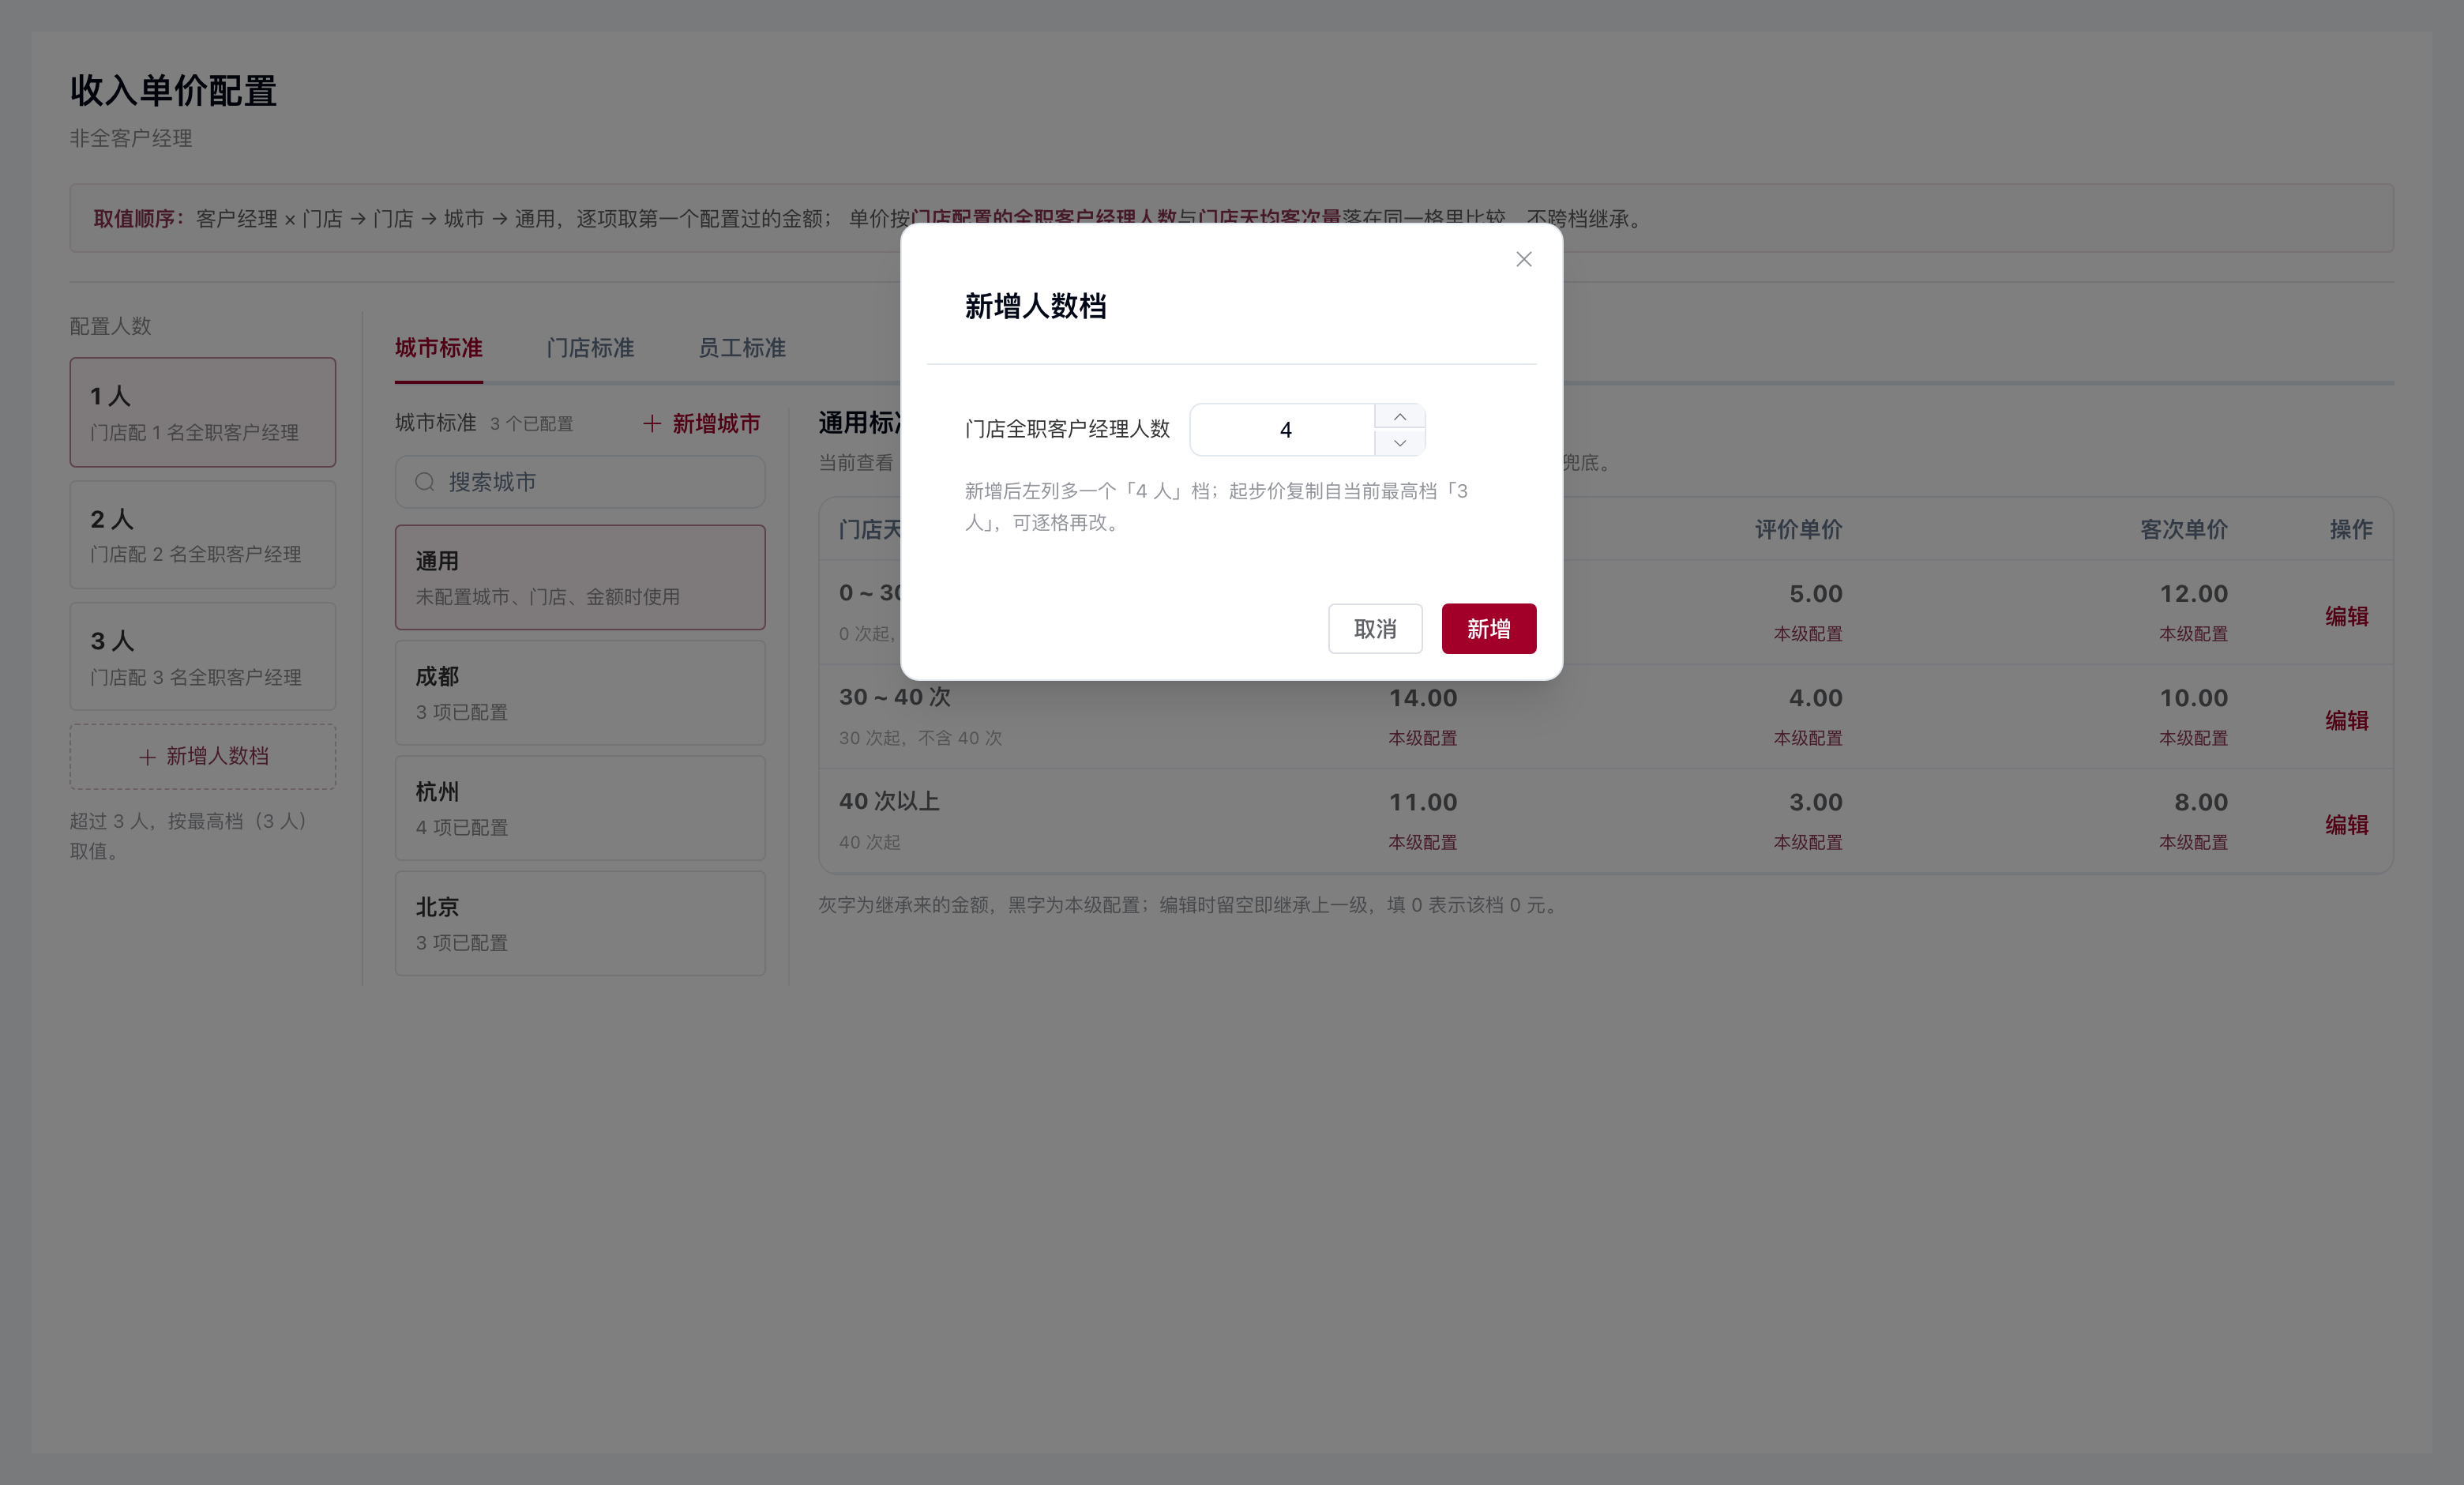 收入单价配置
非全客户经理
取值顺序：客户经理 × 门店 → 门店 → 城市 → 通用，逐项取第一个配置过的金额； 单价按门店配置的全职客户经理人数与门店天均客次量落在同一格里比较，不跨档继承。
配置人数
1 人
门店配 1 名全职客户经理
2 人
门店配 2 名全职客户经理
3 人
门店配 3 名全职客户经理
＋ 新增人数档
超过 3 人，按最高档（3 人）
取值。
城市标准 门店标准 员工标准
城市标准 3 个已配置 ＋ 新增城市
搜索城市
通用
未配置城市、门店、金额时使用
成都
3 项已配置
杭州
4 项已配置
北京
3 项已配置
通用标
当前查看 兜底。
门店天 评价单价 客次单价 操作
0 ~ 30 5.00 12.00 编辑
0 次起， 本级配置 本级配置
30 ~ 40 次 14.00 4.00 10.00 编辑
30 次起，不含 40 次 本级配置 本级配置 本级配置
40 次以上 11.00 3.00 8.00 编辑
40 次起 本级配置 本级配置 本级配置
灰字为继承来的金额，黑字为本级配置；编辑时留空即继承上一级，填 0 表示该档 0 元。
新增人数档
门店全职客户经理人数 4
新增后左列多一个「4 人」档；起步价复制自当前最高档「3
人」，可逐格再改。
取消 新增